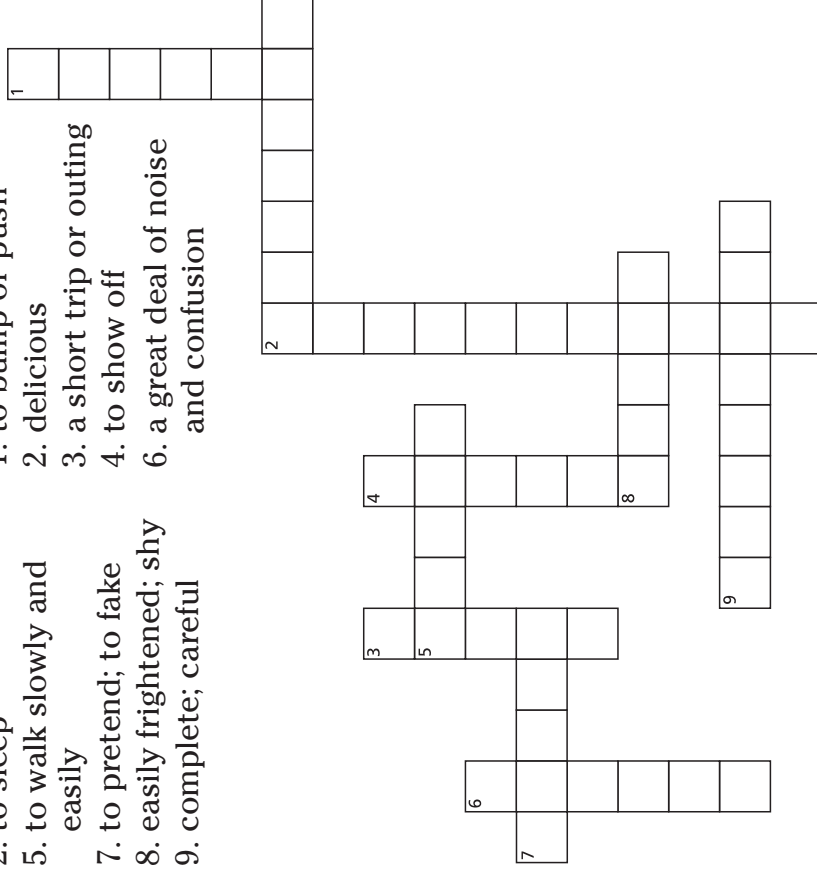 2. to sleep
5. to walk slowly and
easily
7. to pretend; to fake
8. easily frightened; shy
9. complete; careful
1. to bump or push
2. delicious
3. a short trip or outing
4. to show off
6. a great deal of noise
and confusion
1
2
3
4
5
6
7
8
9